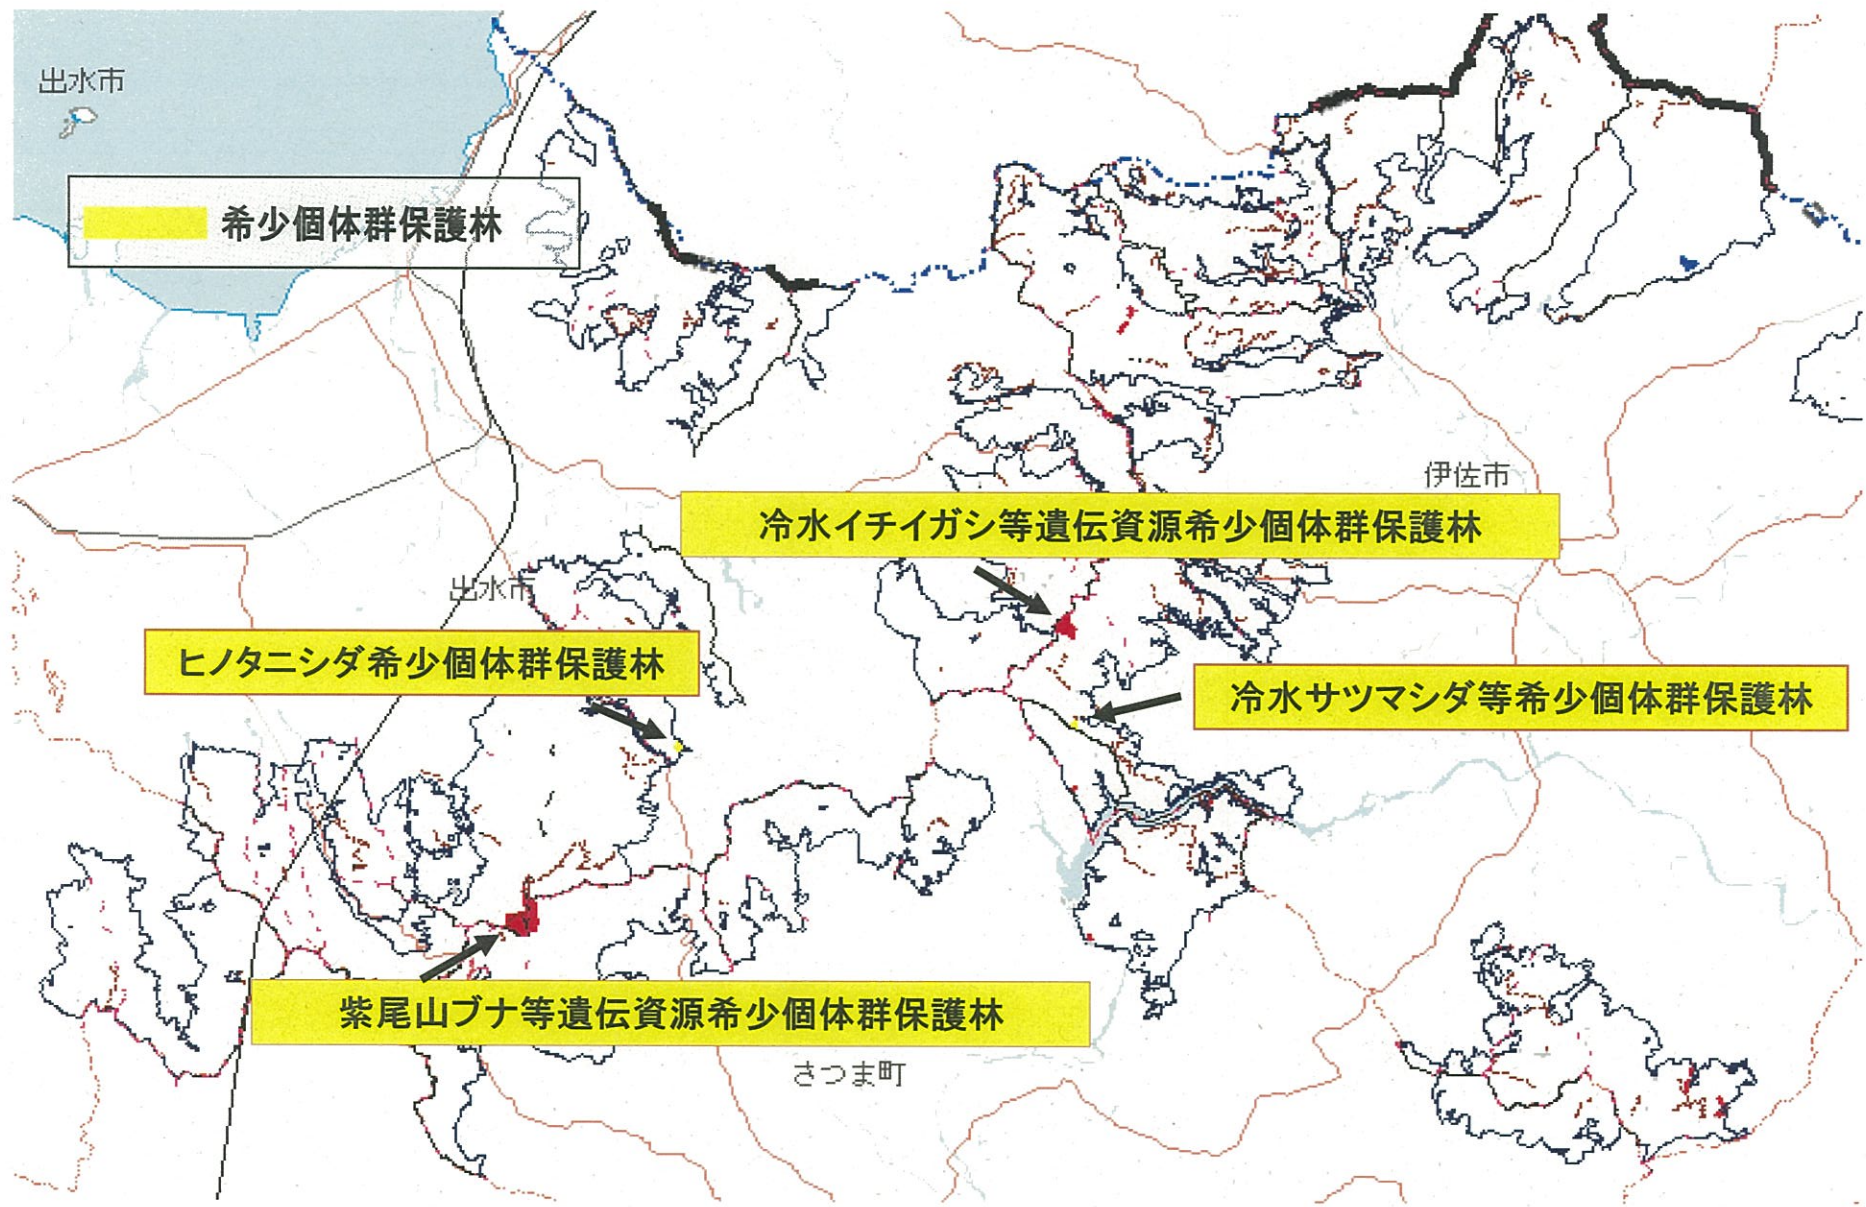 出水市
希少個体群保護林
伊佐市
冷水イチイガシ等遺伝資源希少個体群保護林
出水市
ヒノタニシダ希少個体群保護林
冷水サツマシダ等希少個体群保護林
紫尾山ブナ等遺伝資源希少個体群保護林
さつま町